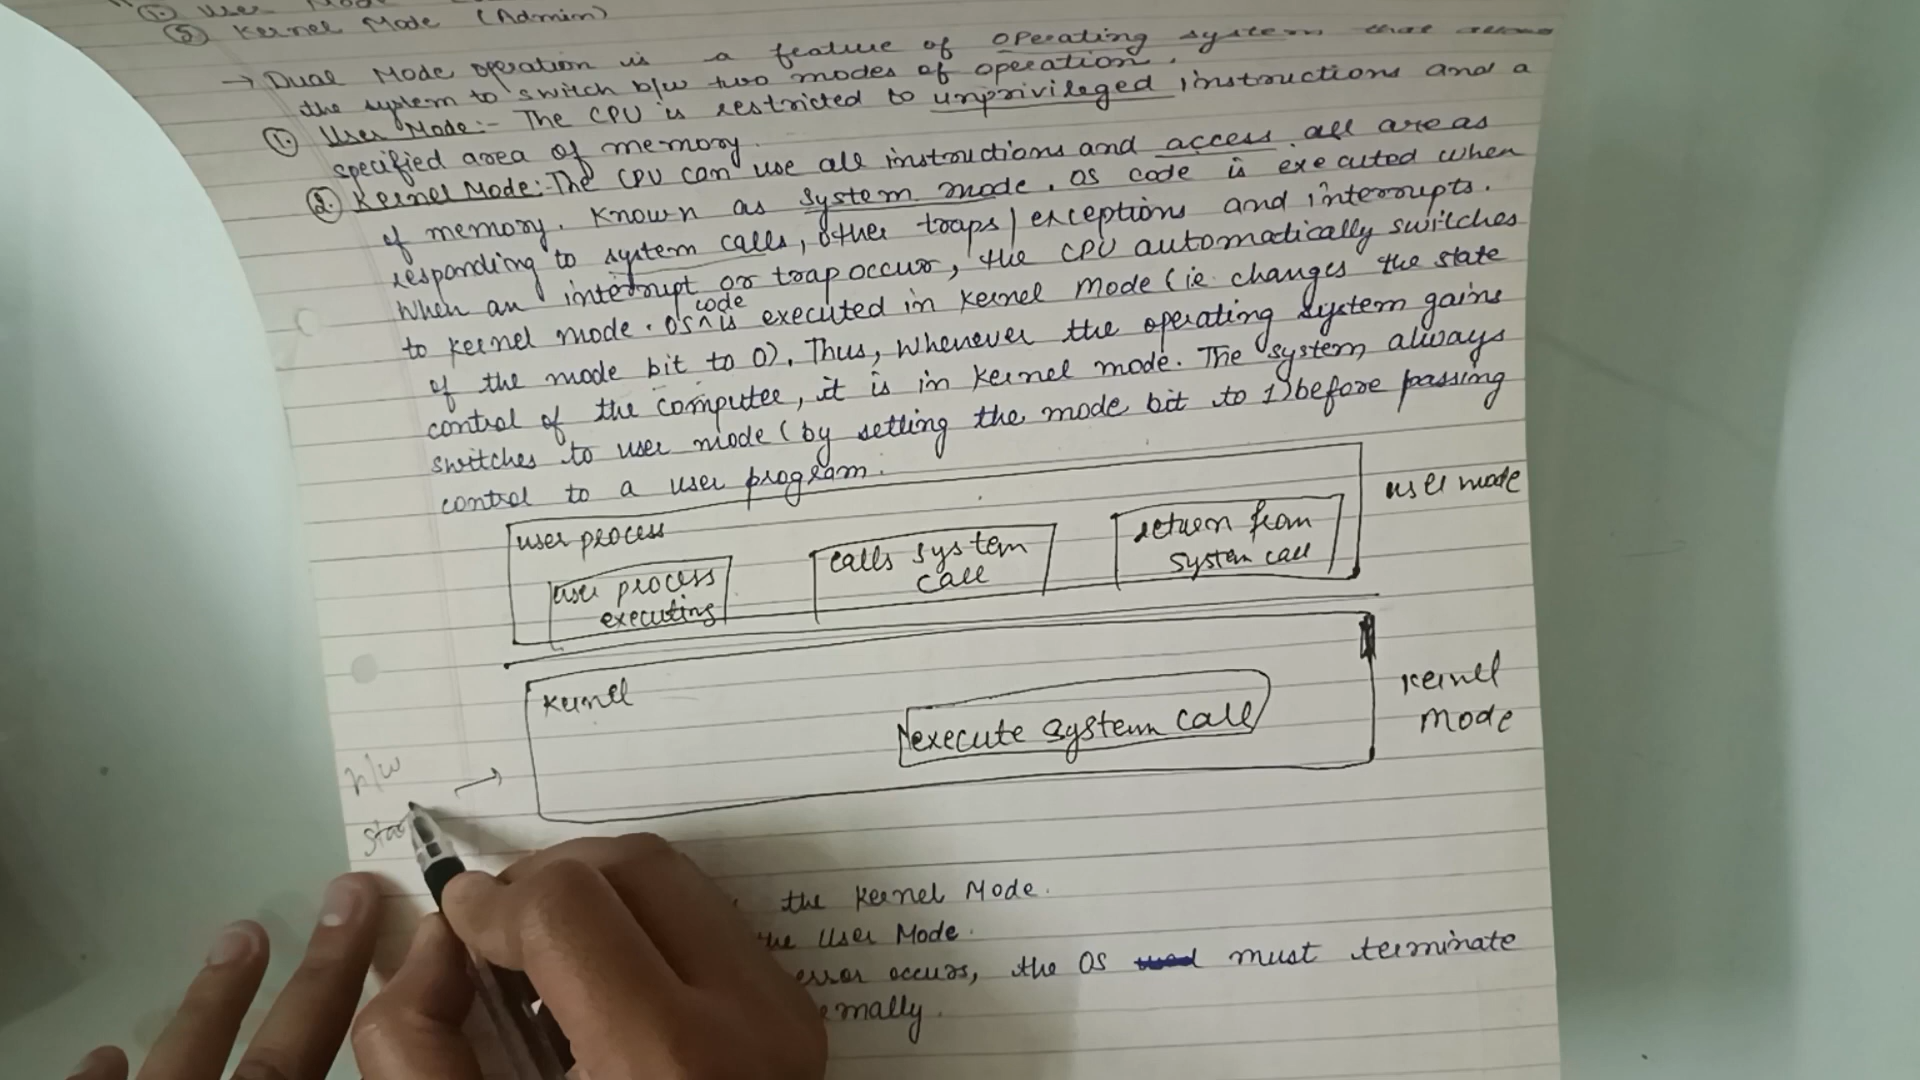 User Mode
⑤ Kernel Mode (Admin)
→ Dual Mode operation is a feature of operating system that
the system to switch b/w two modes of operation.
①. User Mode:- The CPU is restricted to unprivileged instructions and a
specified area of memory.
②. Kernel Mode:- The CPU can use all instructions and access all areas
of memory. Known as system mode. OS code is executed when
responding to system calls, other traps/exceptions and interrupts.
When an interrupt or trap occurs, the CPU automatically switches
to kernel mode. OS code is executed in kernel mode (ie. changes the state
of the mode bit to 0). Thus, whenever the operating system gains
control of the computer, it is in kernel mode. The system always
switches to user mode (by setting the mode bit to 1) before passing
control to a user program.
user mode
user process
user process
executing
calls system
call
return from
system call
kernel
execute system call
kernel
mode
h/w
the Kernel Mode.
the User Mode.
error occurs, the OS must terminate